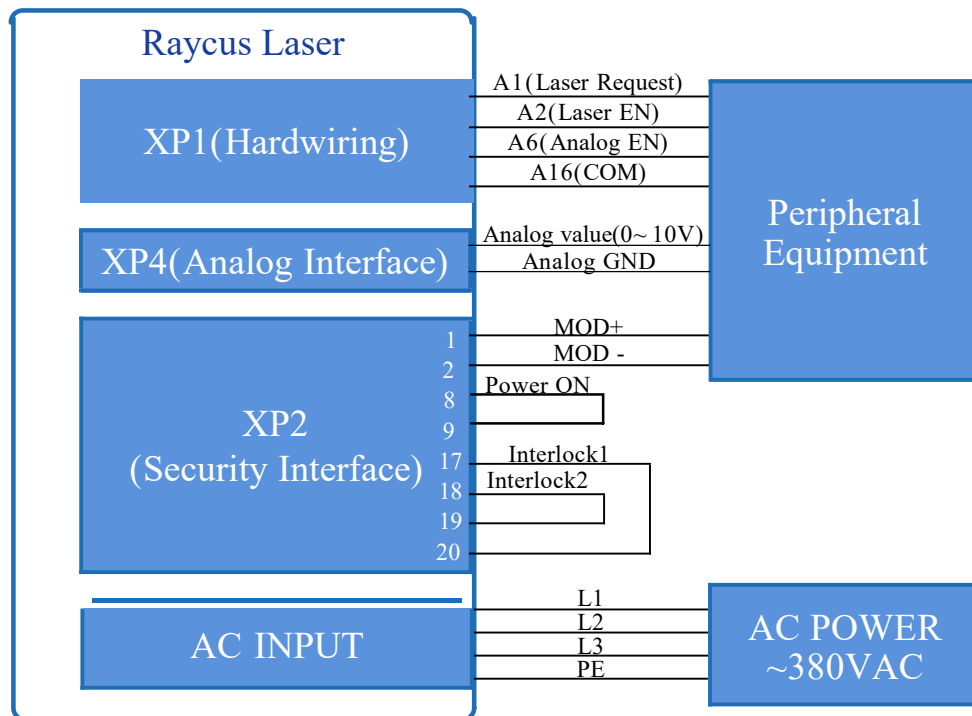 Raycus Laser
XP1(Hardwiring)
A1(Laser Request)
A2(Laser EN)
A6(Analog EN)
A16(COM)
Peripheral
Equipment
XP4(Analog Interface)
Analog value(0~ 10V)
Analog GND
XP2
(Security Interface)
1
2
8
9
17
18
19
20
MOD+
MOD -
Power ON
Interlock1
Interlock2
AC INPUT
L1
L2
L3
PE
AC POWER
~380VAC